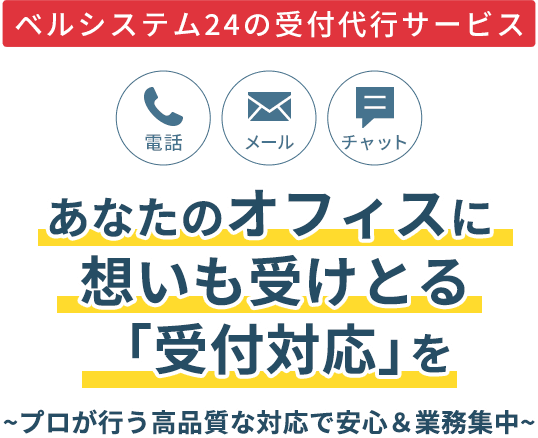 ベルシステム24の受付代行サービス
電話
メール
チャット
あなたのオフィスに
想いも受けとる
「受付対応」を
~プロが行う高品質な対応で安心＆業務集中~